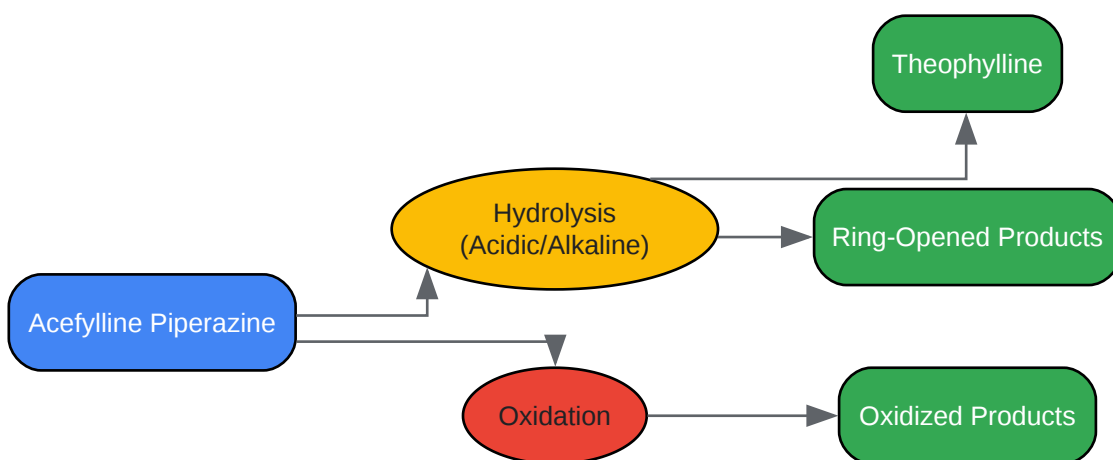 Theophylline
Hydrolysis
(Acidic/Alkaline)
Ring-Opened Products
Acefylline Piperazine
Oxidation
Oxidized Products